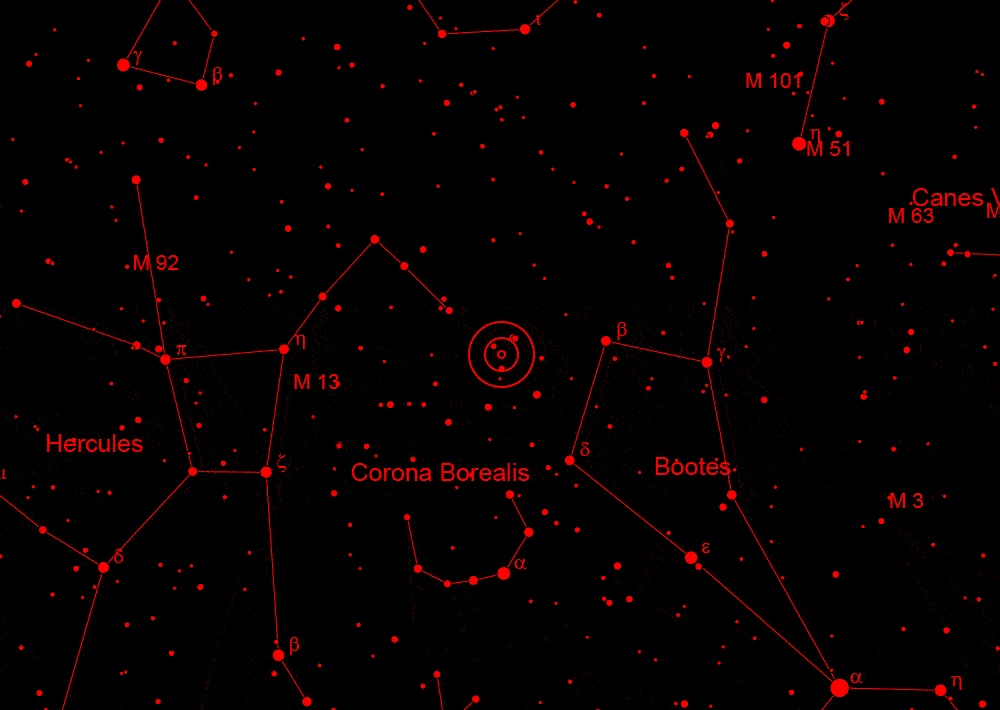 ζ
ι
γ
β
M 101
η
M 51
Canes V
M 63
M
M 92
β
η
π
γ
M 13
Hercules
ζ
Corona Borealis
δ
Bootes
μ
M 3
ε
δ
α
β
α
η